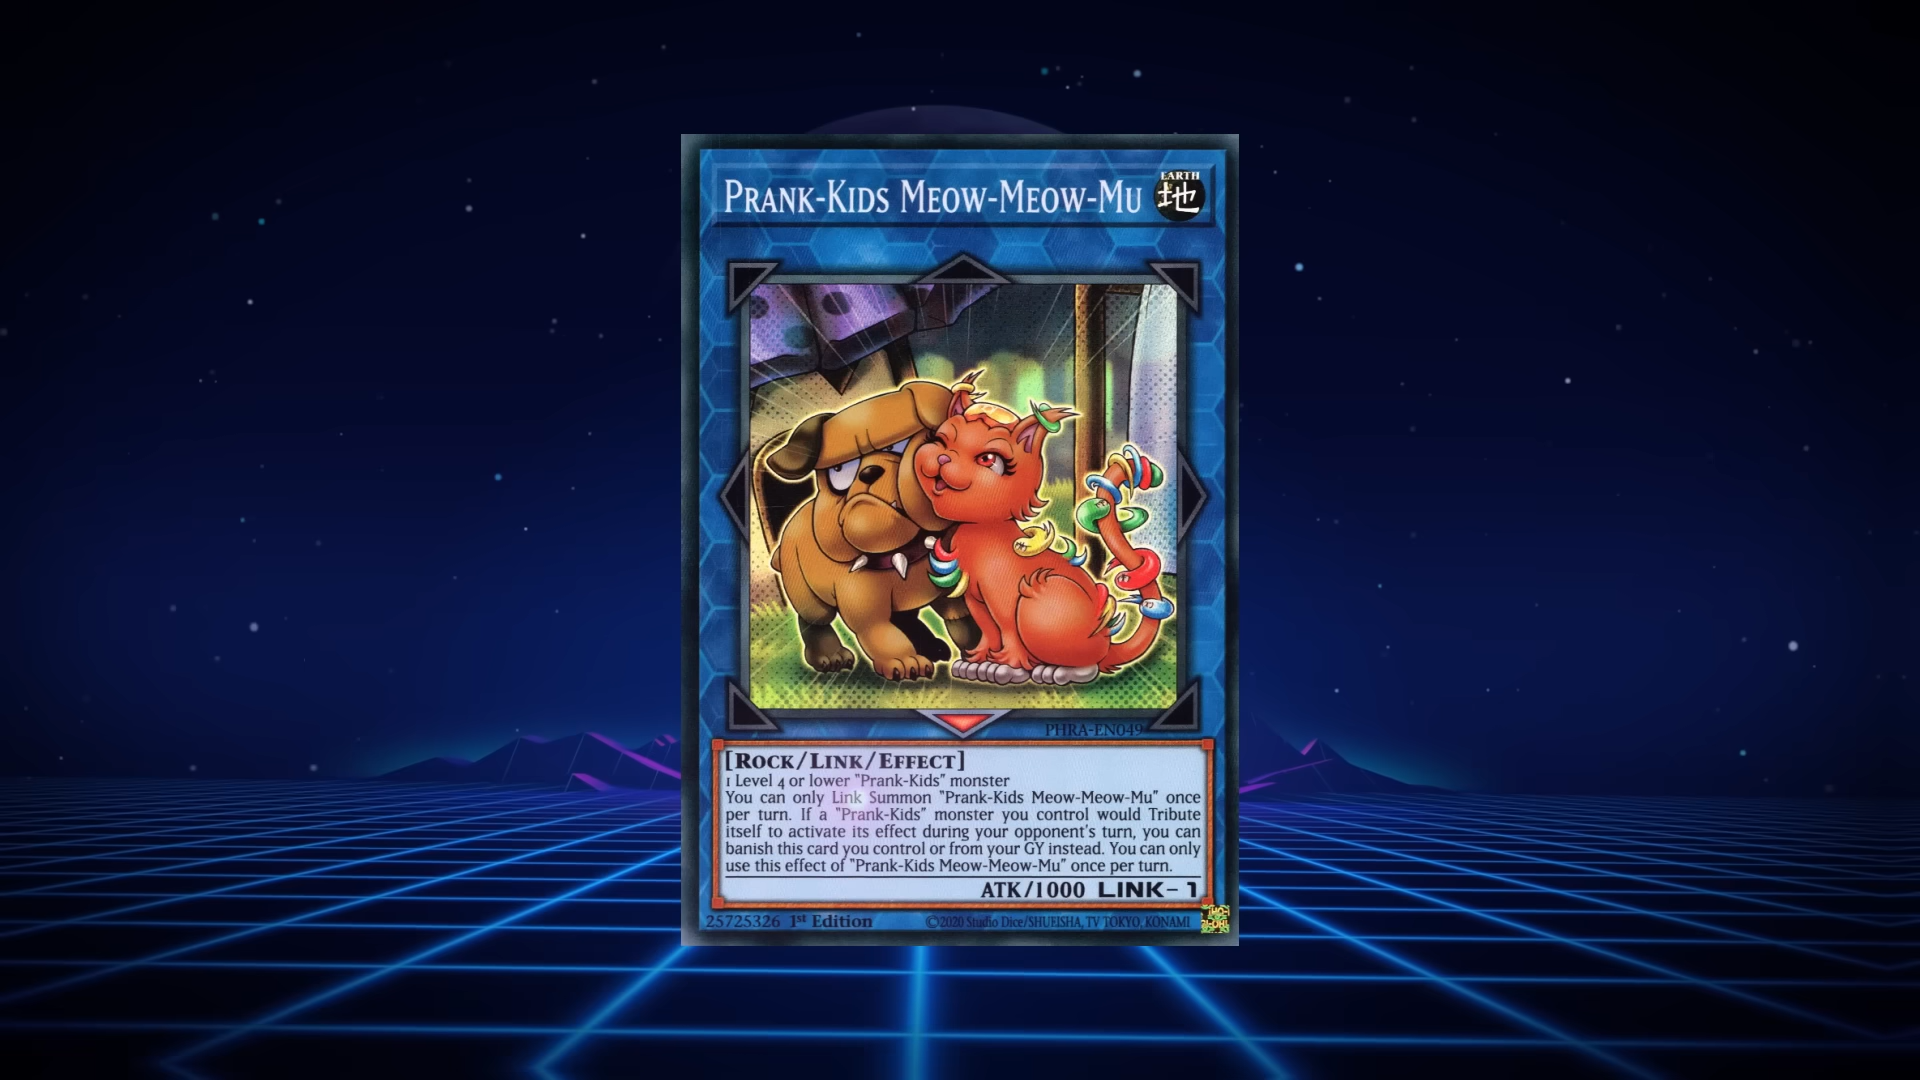 PRANK-KIDS MEOW-MEOW-MU
EARTH
地
PHRA-EN049
[ROCK/LINK/EFFECT]
1 Level 4 or lower "Prank-Kids" monster
You can only Link Summon "Prank-Kids Meow-Meow-Mu" once
per turn. If a "Prank-Kids" monster you control would Tribute
itself to activate its effect during your opponent's turn, you can
banish this card you control or from your GY instead. You can only
use this effect of "Prank-Kids Meow-Meow-Mu" once per turn.
ATK/1000 LINK-1
25725326 1st Edition ©2020 Studio Dice/SHUEISHA, TV TOKYO, KONAMI